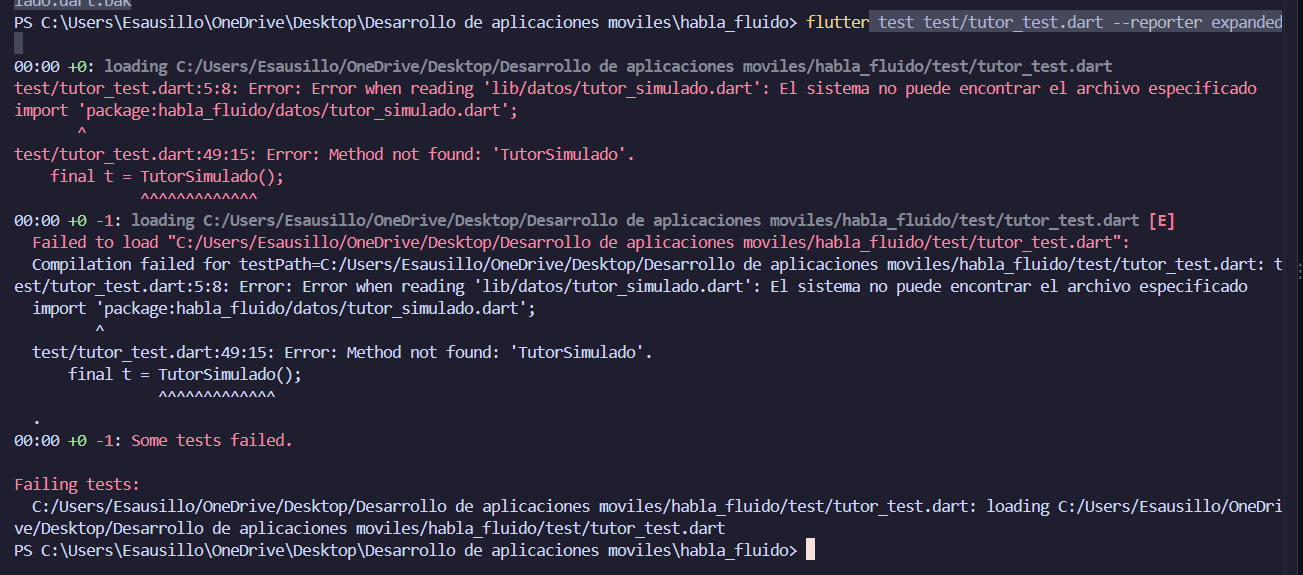 lado.dart.bak
PS C:\Users\Esausillo\OneDrive\Desktop\Desarrollo de aplicaciones moviles\habla_fluido> flutter test test/tutor_test.dart --reporter expanded
00:00 +0: loading C:/Users/Esausillo/OneDrive/Desktop/Desarrollo de aplicaciones moviles/habla_fluido/test/tutor_test.dart
test/tutor_test.dart:5:8: Error: Error when reading 'lib/datos/tutor_simulado.dart': El sistema no puede encontrar el archivo especificado
import 'package:habla_fluido/datos/tutor_simulado.dart';
^
test/tutor_test.dart:49:15: Error: Method not found: 'TutorSimulado'.
final t = TutorSimulado();
^^^^^^^^^^^^^
00:00 +0 -1: loading C:/Users/Esausillo/OneDrive/Desktop/Desarrollo de aplicaciones moviles/habla_fluido/test/tutor_test.dart [E]
Failed to load "C:/Users/Esausillo/OneDrive/Desktop/Desarrollo de aplicaciones moviles/habla_fluido/test/tutor_test.dart":
Compilation failed for testPath=C:/Users/Esausillo/OneDrive/Desktop/Desarrollo de aplicaciones moviles/habla_fluido/test/tutor_test.dart: t
est/tutor_test.dart:5:8: Error: Error when reading 'lib/datos/tutor_simulado.dart': El sistema no puede encontrar el archivo especificado
import 'package:habla_fluido/datos/tutor_simulado.dart';
^
test/tutor_test.dart:49:15: Error: Method not found: 'TutorSimulado'.
final t = TutorSimulado();
^^^^^^^^^^^^^
.
00:00 +0 -1: Some tests failed.
Failing tests:
C:/Users/Esausillo/OneDrive/Desktop/Desarrollo de aplicaciones moviles/habla_fluido/test/tutor_test.dart: loading C:/Users/Esausillo/OneDri
ve/Desktop/Desarrollo de aplicaciones moviles/habla_fluido/test/tutor_test.dart
PS C:\Users\Esausillo\OneDrive\Desktop\Desarrollo de aplicaciones moviles\habla_fluido>